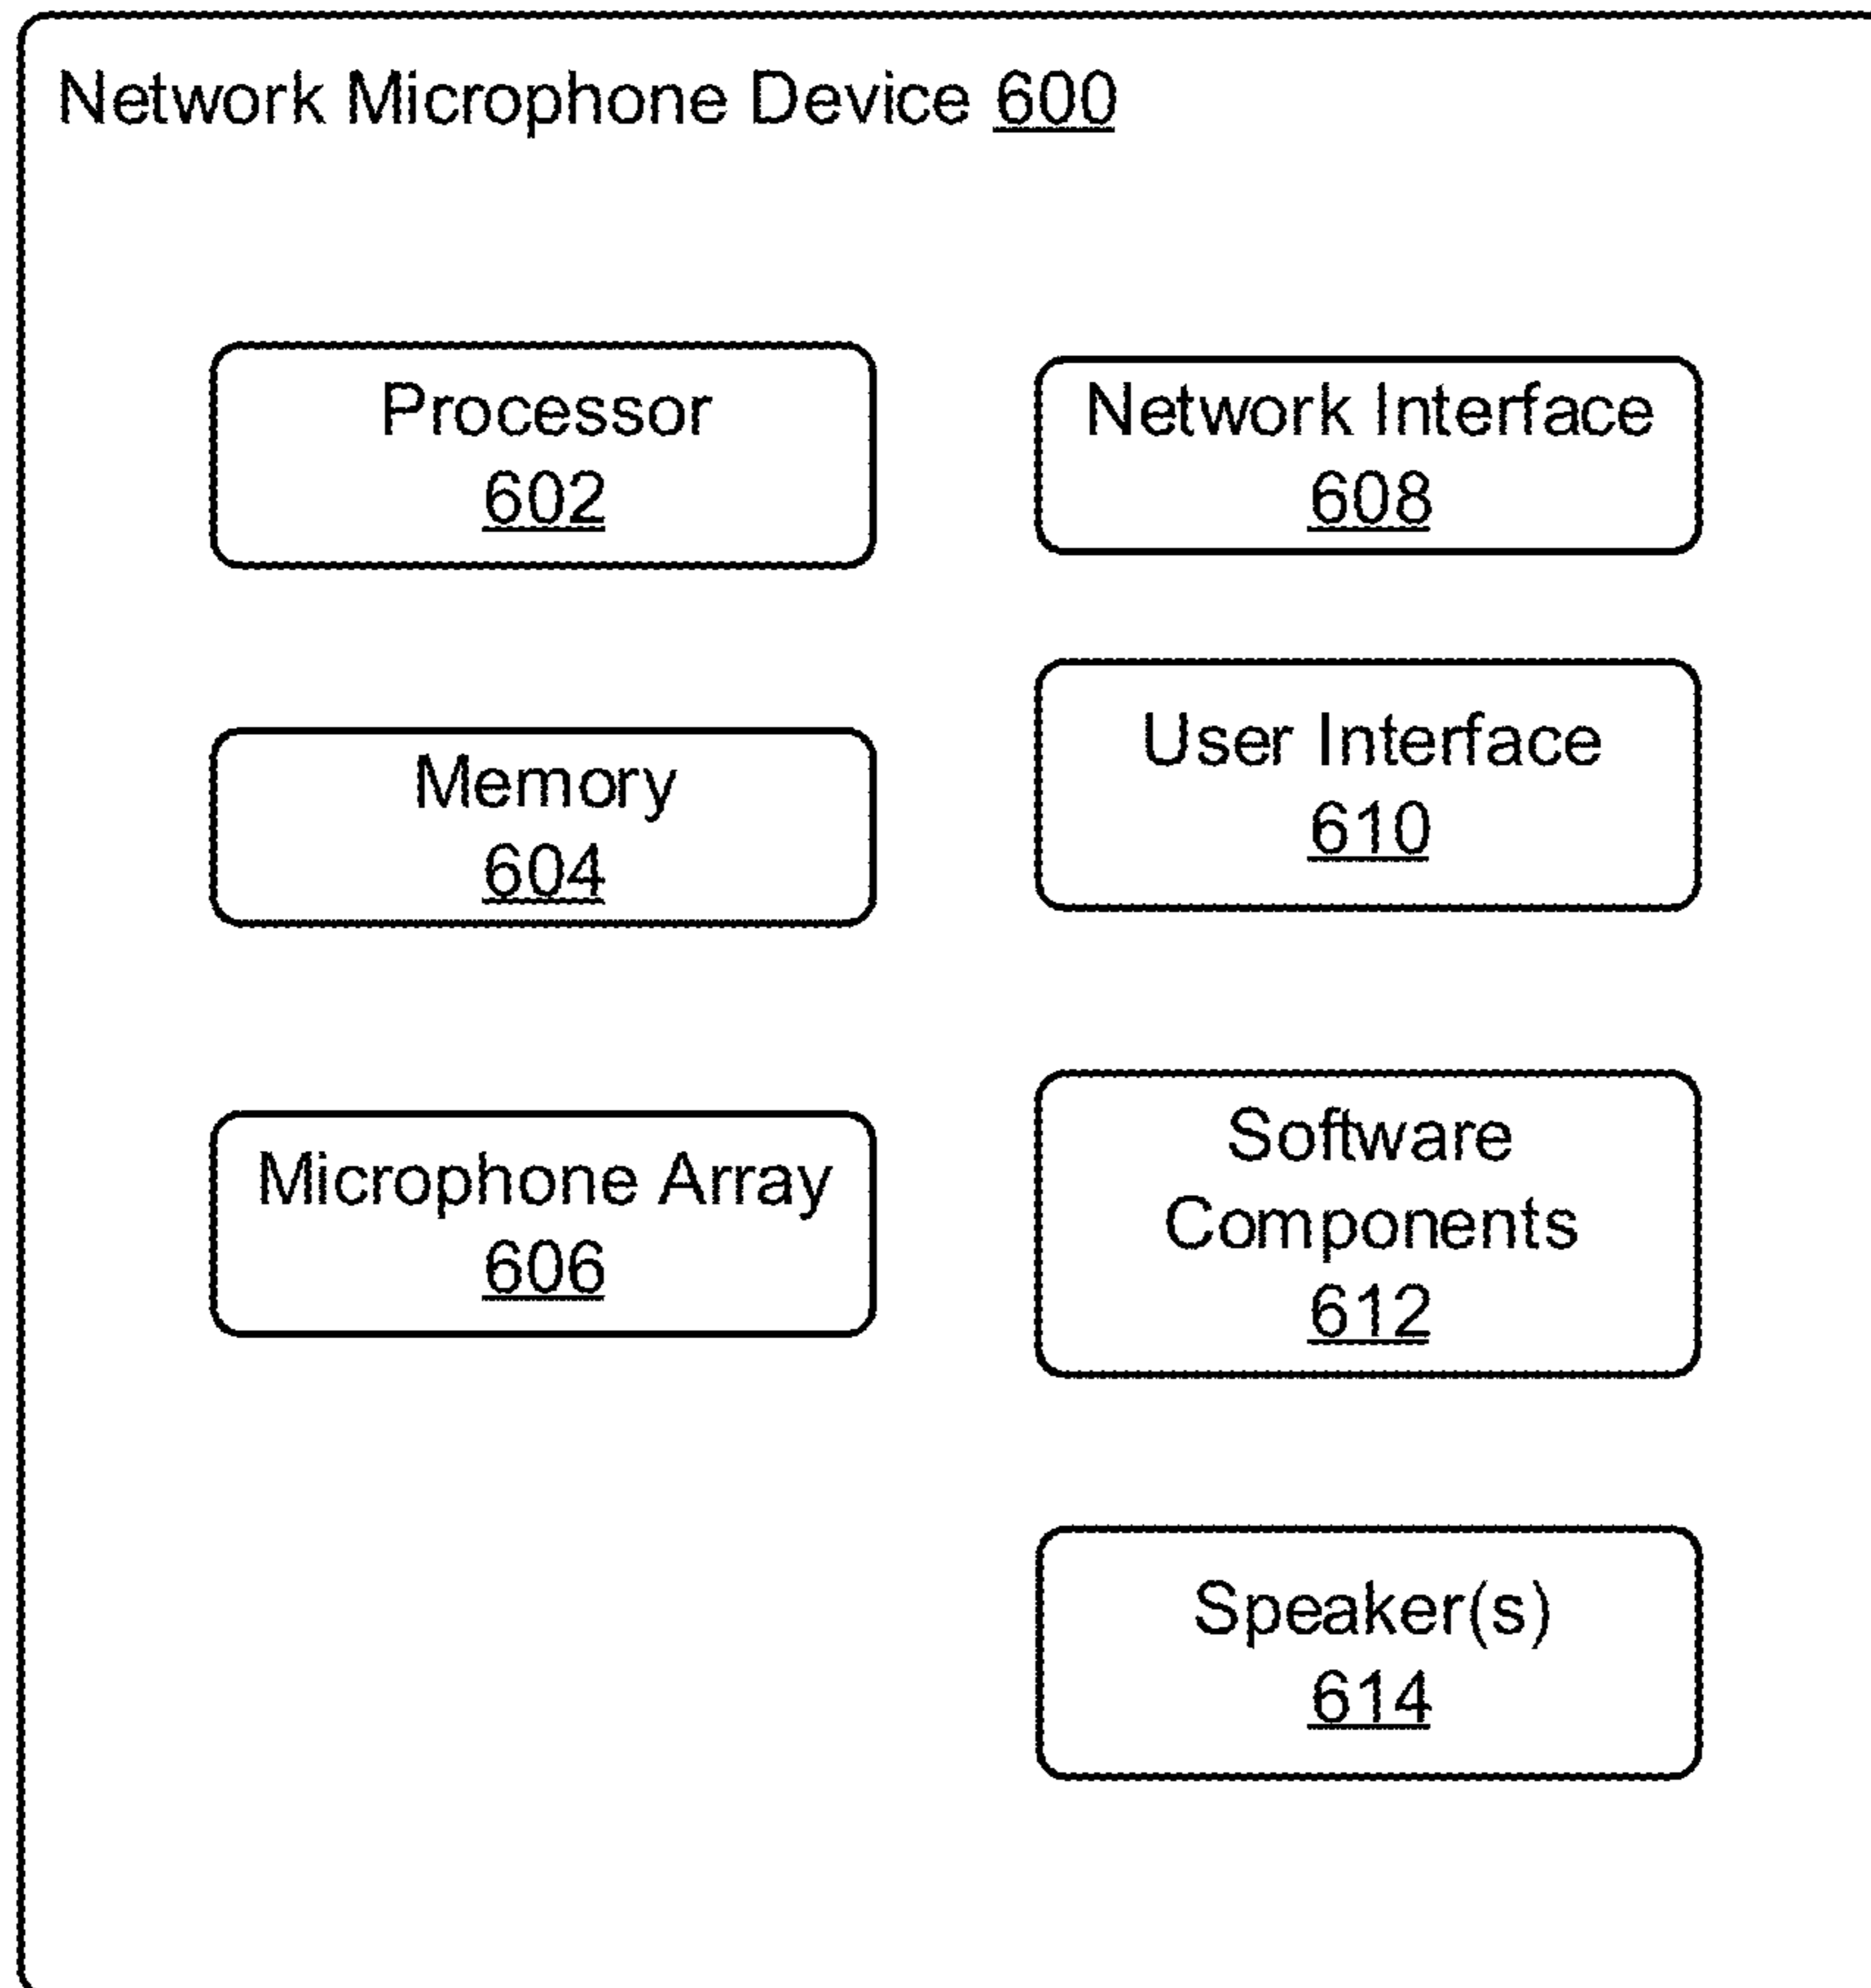 Network Microphone Device 600
Processor
602
Memory
604
Microphone Array
606
Network Interface
608
User Interface
610
Software
Components
612
Speaker(s)
614